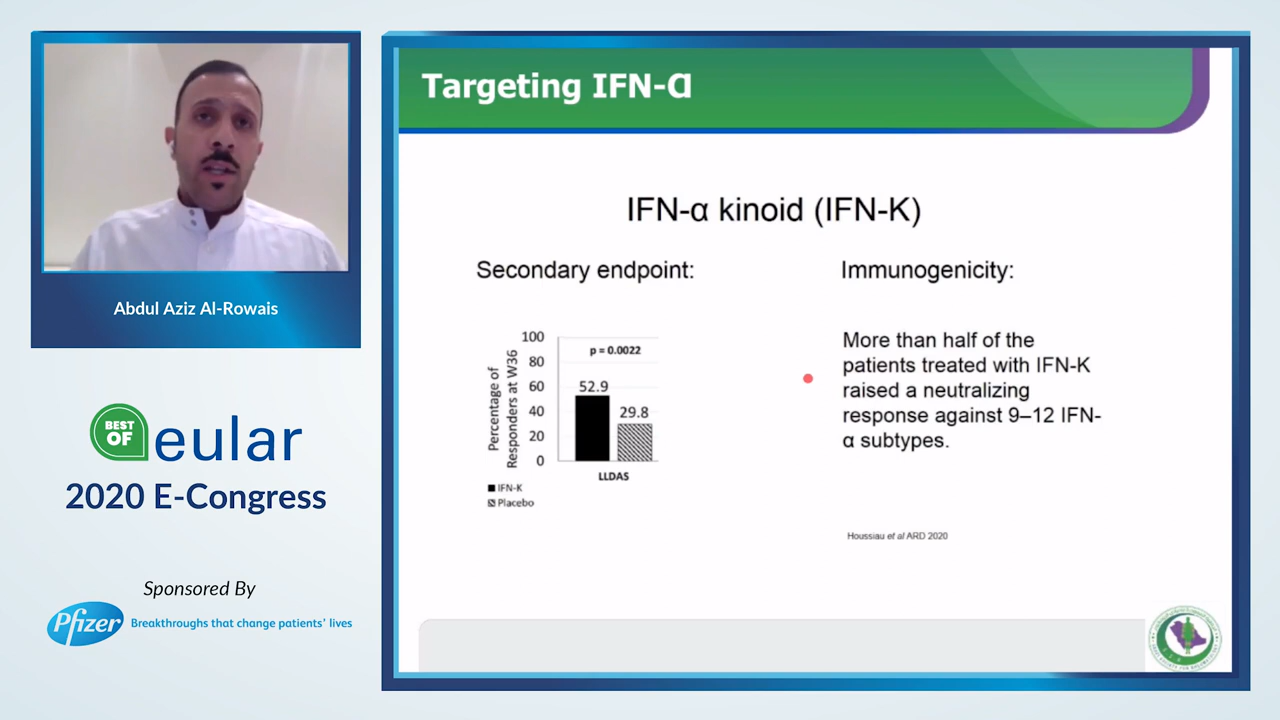 Abdul Aziz Al-Rowais
BEST
OF
eular
2020 E-Congress
Sponsored By
Pfizer
Breakthroughs that change patients' lives
Targeting IFN-α
IFN-α kinoid (IFN-K)
Secondary endpoint:
Percentage of
Responders at W36
100
80
60
40
20
0
p = 0.0022
52.9
29.8
LLDAS
IFN-K
Placebo
Immunogenicity:
More than half of the
patients treated with IFN-K
raised a neutralizing
response against 9–12 IFN-
α subtypes.
Houssiau et al ARD 2020